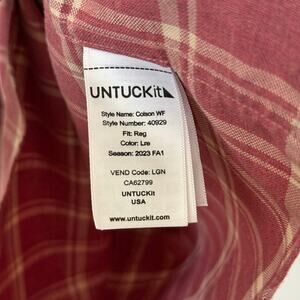 UNTUCKit
Style Name: Colson WF
Style Number: 40929
Fit: Reg
Color: Lre
Season: 2023 FA1
VEND Code: LGN
CA62799
UNTUCKit
USA
www.untuckit.com